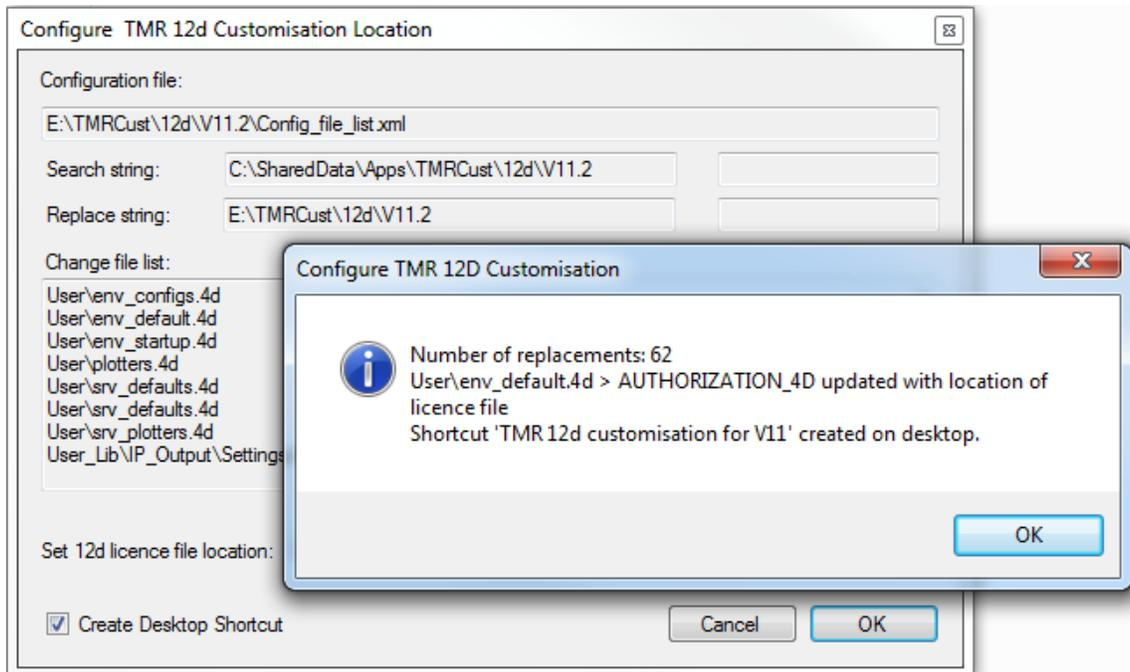 Configure  TMR 12d Customisation Location
Configuration file:
E:\TMRCust\12d\V11.2\Config_file_list.xml
Search string: C:\SharedData\Apps\TMRCust\12d\V11.2
Replace string: E:\TMRCust\12d\V11.2
Change file list:
User\env_configs.4d
User\env_default.4d
User\env_startup.4d
User\plotters.4d
User\srv_defaults.4d
User\srv_defaults.4d
User\srv_plotters.4d
User_Lib\IP_Output\Settings
Configure TMR 12D Customisation
Number of replacements: 62
User\env_default.4d > AUTHORIZATION_4D updated with location of
licence file
Shortcut 'TMR 12d customisation for V11' created on desktop.
OK
Set 12d licence file location:
Create Desktop Shortcut
Cancel OK